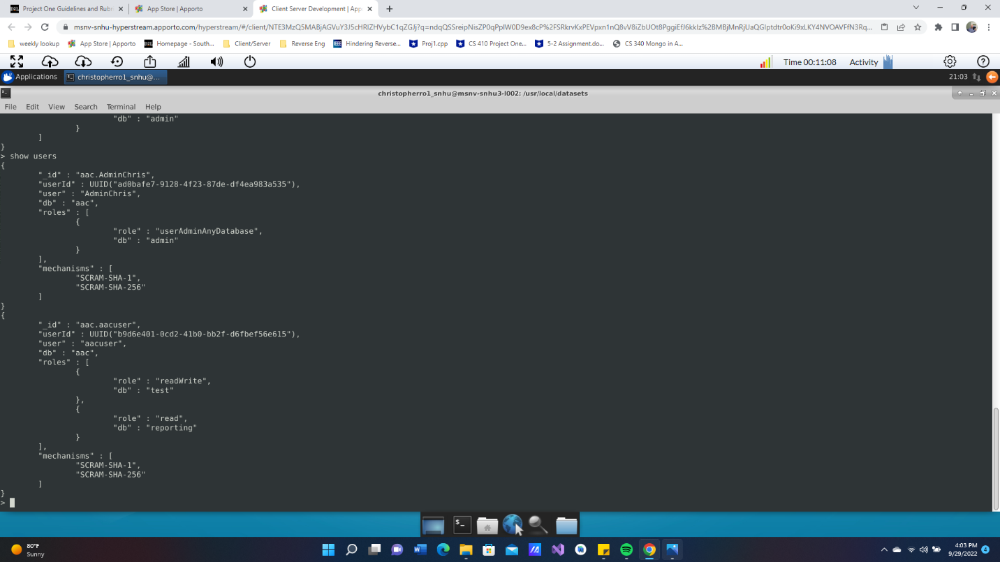 Project One Guidelines and Rubr
App Store | Apporto
Client Server Development | App
msnv-snhu-hyperstream.apporto.com/hyperstream/#/client/
weekly lookup
App Store | Apporto
D2L Homepage - South...
Client/Server
Reverse Eng
IEEE Hindering Reverse...
Proj1.cpp
CS 410 Project One...
5-2 Assignment.do...
CS 340 Mongo in A...
Time 00:11:08 Activity
Applications
christopherro1_snhu@...
21:03
christopherro1_snhu@msnv-snhu3-l002: /usr/local/datasets
File Edit View Search Terminal Help
"db" : "admin"
}
]
}
> show users
{
"_id" : "aac.AdminChris",
"userId" : UUID("ad0bafe7-9128-4f23-87de-df4ea983a535"),
"user" : "AdminChris",
"db" : "aac",
"roles" : [
{
"role" : "userAdminAnyDatabase",
"db" : "admin"
}
],
"mechanisms" : [
"SCRAM-SHA-1",
"SCRAM-SHA-256"
]
}
{
"_id" : "aac.aacuser",
"userId" : UUID("b9d6e401-0cd2-41b0-bb2f-d6fbef56e615"),
"user" : "aacuser",
"db" : "aac",
"roles" : [
{
"role" : "readWrite",
"db" : "test"
},
{
"role" : "read",
"db" : "reporting"
}
],
"mechanisms" : [
"SCRAM-SHA-1",
"SCRAM-SHA-256"
]
}
>
80°F
Sunny
4:03 PM
9/29/2022
4